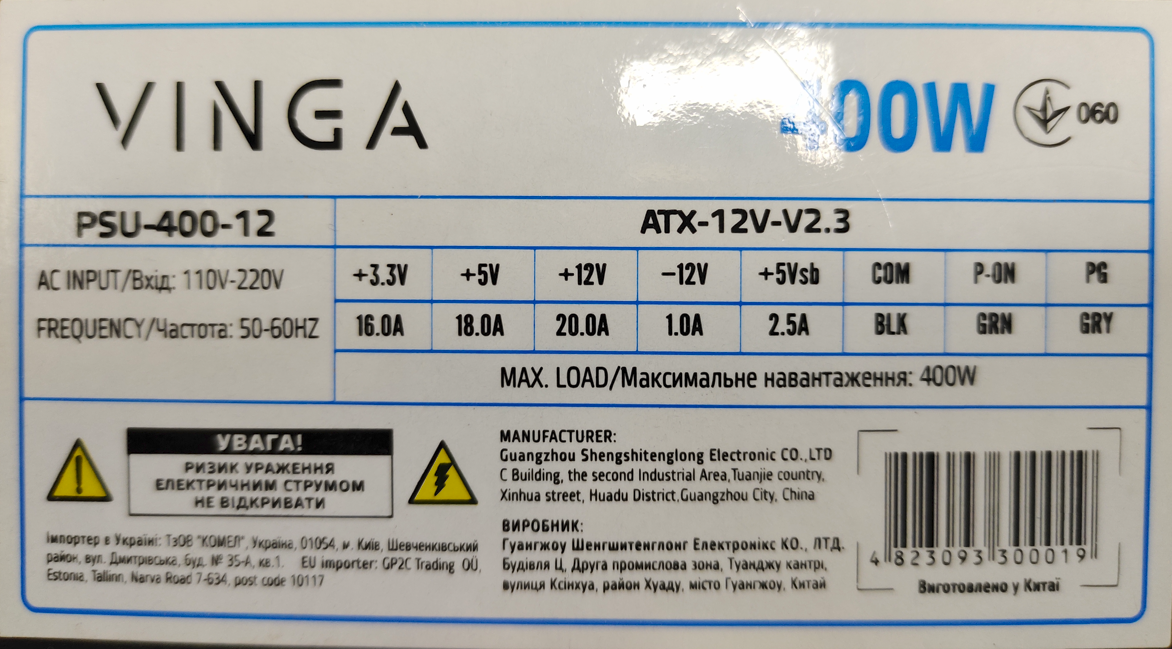 VINGA
400W
060
PSU-400-12
ATX-12V-V2.3
AC INPUT/Вхід: 110V-220V
+3.3V +5V +12V −12V +5Vsb COM P-ON PG
FREQUENCY/Частота: 50-60HZ
16.0A 18.0A 20.0A 1.0A 2.5A BLK GRN GRY
MAX. LOAD/Максимальне навантаження: 400W
УВАГА!
РИЗИК УРАЖЕННЯ
ЕЛЕКТРИЧНИМ СТРУМОМ
НЕ ВІДКРИВАТИ
Імпортер в Україні: ТзОВ "КОМЕЛ", Україна, 01054, м. Київ, Шевченківський
район, вул. Дмитрівська, буд. № 35-А, кв.1. EU importer: GP2C Trading OÜ,
Estonia, Tallinn, Narva Road 7-634, post code 10117
MANUFACTURER:
Guangzhou Shengshitenglong Electronic CO.,LTD
C Building, the second Industrial Area,Tuanjie country,
Xinhua street, Huadu District,Guangzhou City, China
ВИРОБНИК:
Гуангжоу Шенгшитенглонг Електронікс КО., ЛТД.
Будівля Ц, Друга промислова зона, Туанджу кантрі,
вулиця Ксінхуа, район Хуаду, місто Гуангжоу, Китай
4 823093 300019
Виготовлено у Китаї